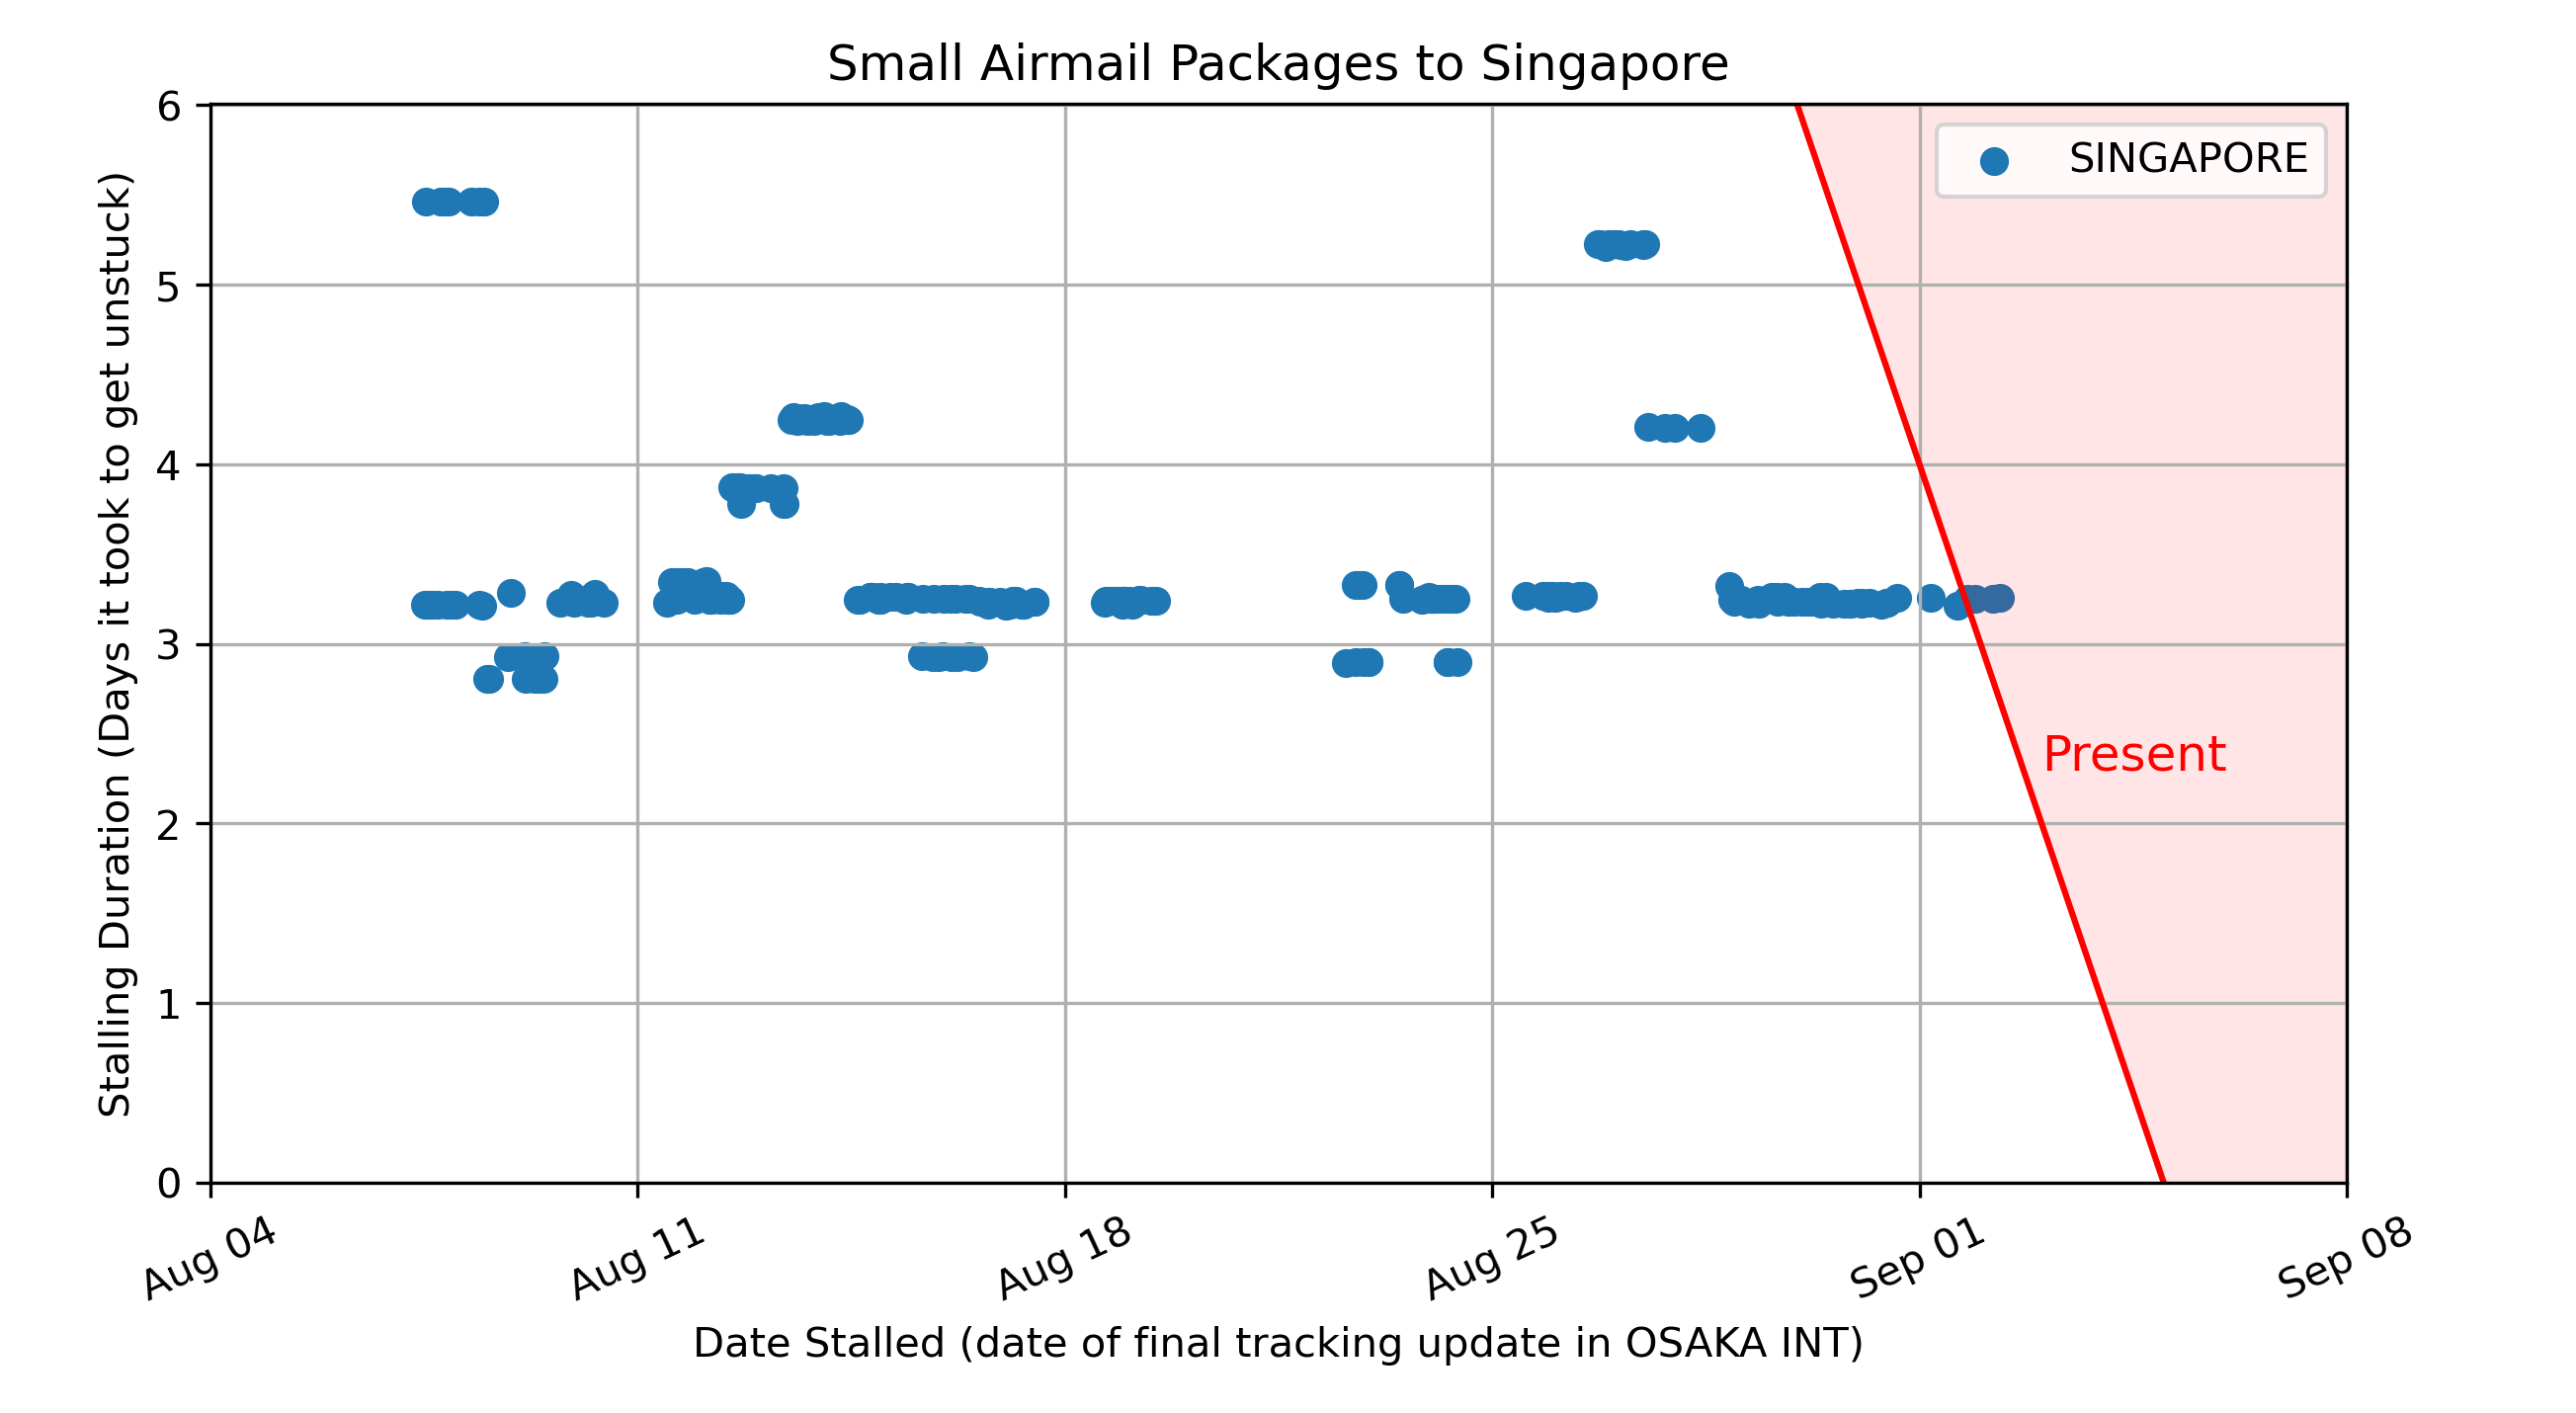 Small Airmail Packages to Singapore
Stalling Duration (Days it took to get unstuck)
6
5
4
3
2
1
0
SINGAPORE
Present
Aug 04
Aug 11
Aug 18
Aug 25
Sep 01
Sep 08
Date Stalled (date of final tracking update in OSAKA INT)